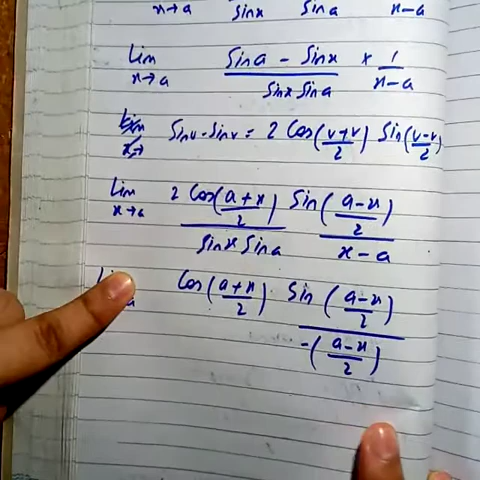 x→a sinx sina x-a
lim x→a (sina - sinx)/(sinx sina) × 1/(x-a)
lim x→ sinu-sinv = 2 cos((u+v)/2) sin((u-v)/2)
lim x→a 2 cos((a+x)/2)/(sinx sina) sin((a-x)/2)/(x-a)
cos((a+x)/2) sin((a-x)/2)/(-((a-x)/2))